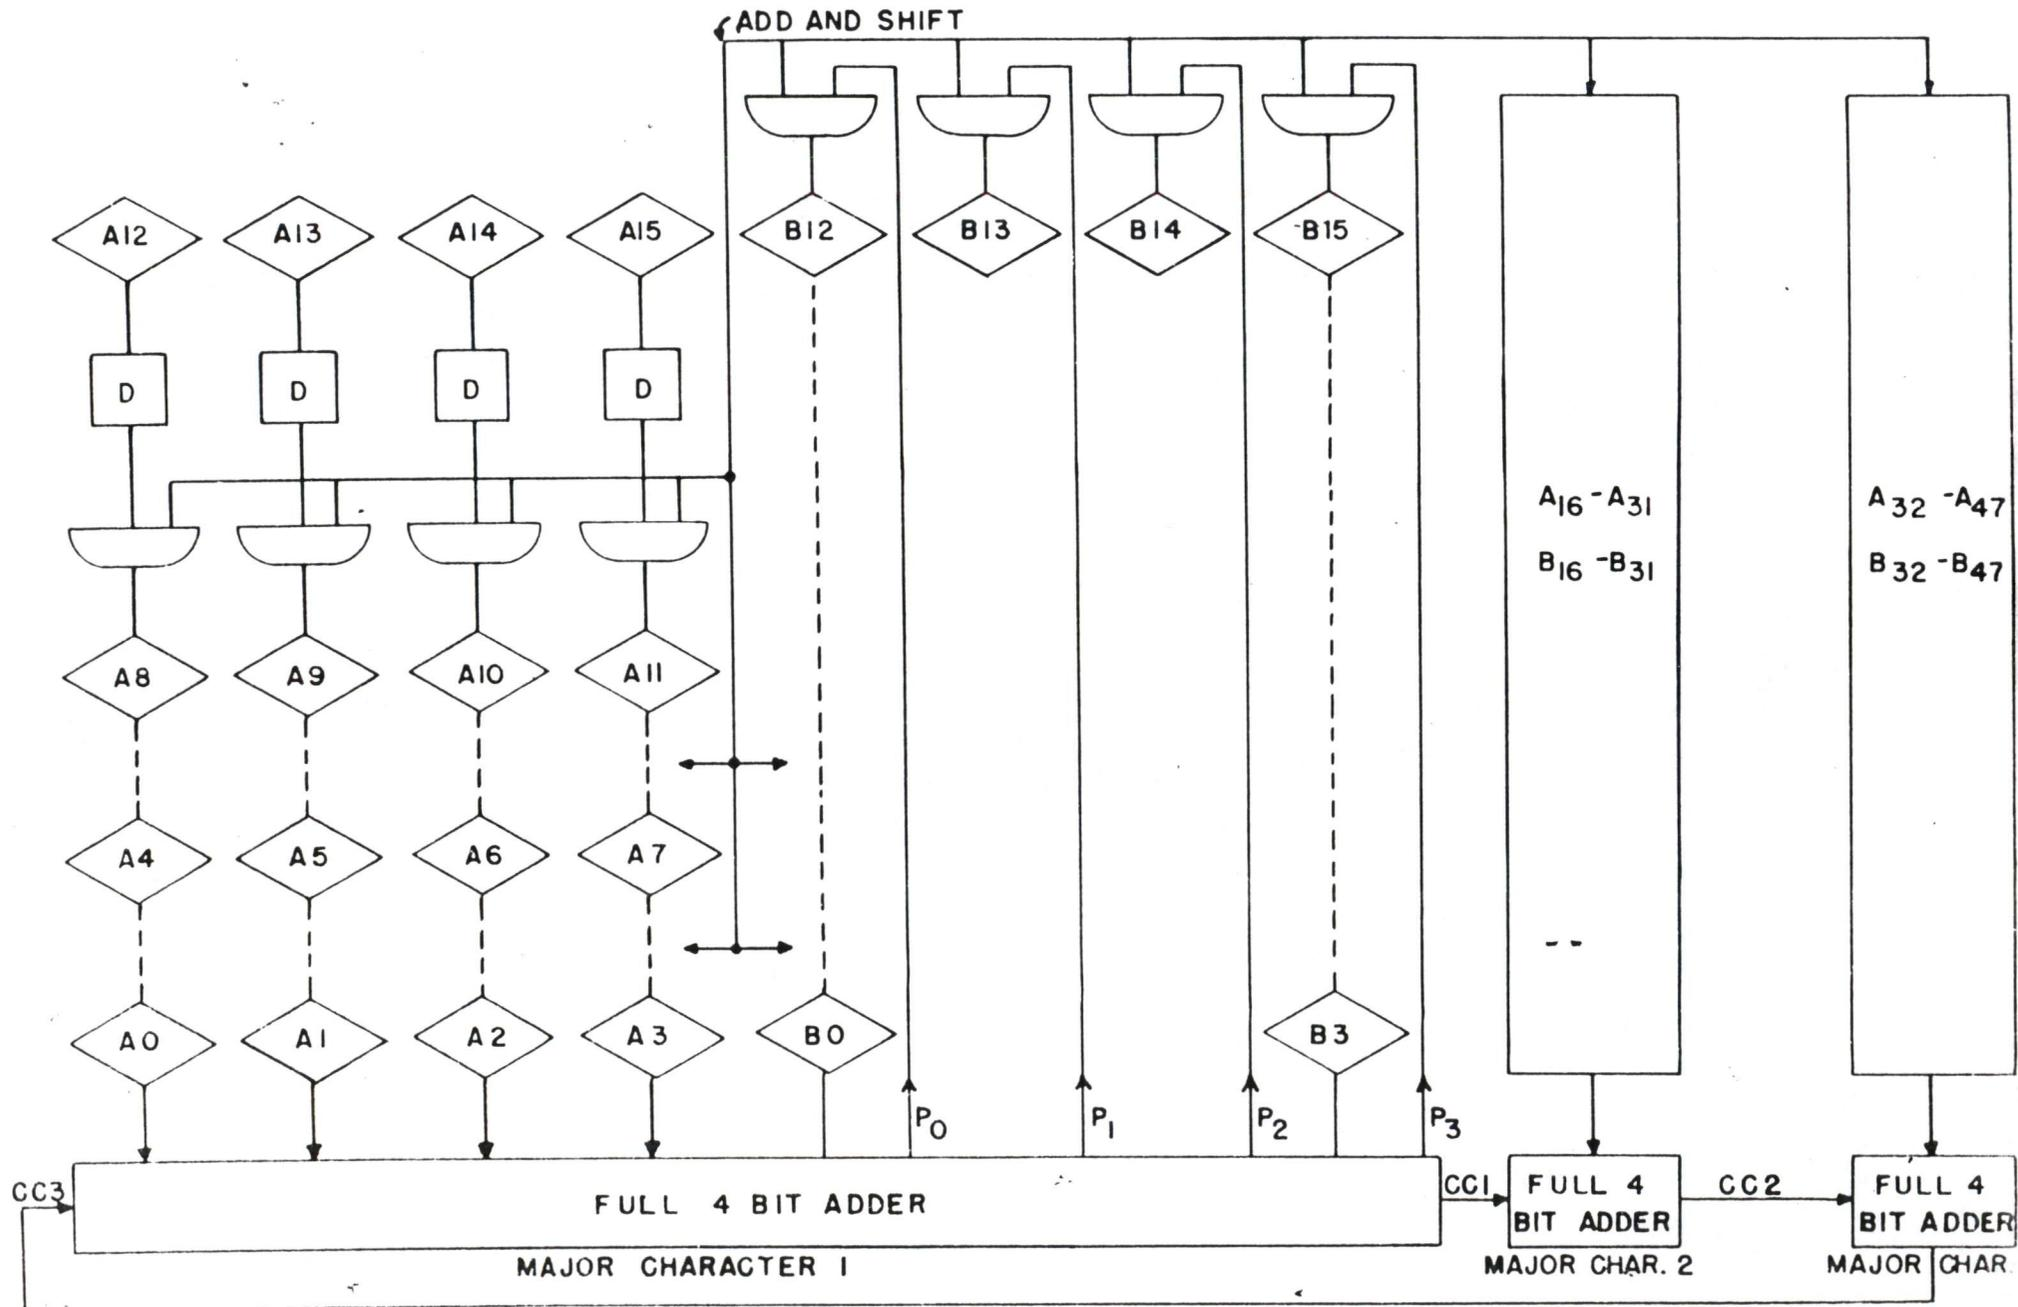 ADD AND SHIFT
A12 A13 A14 A15 B12 B13 B14 B15
D D D D
A16 -A31 A32 -A47
B16 -B31 B32 -B47
A8 A9 A10 A11
A4 A5 A6 A7
A0 A1 A2 A3 B0 B3
P0 P1 P2 P3
CC3 FULL 4 BIT ADDER CC1 FULL 4 BIT ADDER CC2 FULL 4 BIT ADDER
MAJOR CHARACTER 1 MAJOR CHAR. 2 MAJOR CHAR.